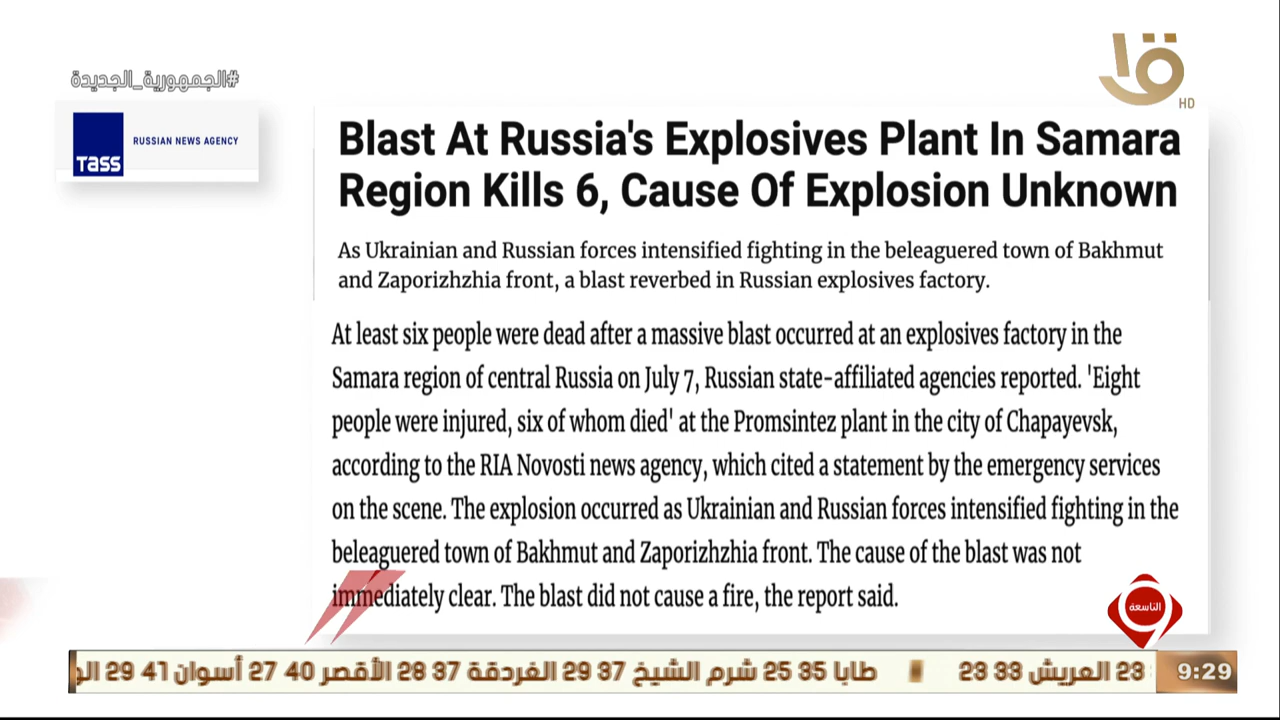 #الجمهورية_الجديدة
HD
TASS
RUSSIAN NEWS AGENCY
Blast At Russia's Explosives Plant In Samara
Region Kills 6, Cause Of Explosion Unknown
As Ukrainian and Russian forces intensified fighting in the beleaguered town of Bakhmut
and Zaporizhzhia front, a blast reverbed in Russian explosives factory.
At least six people were dead after a massive blast occurred at an explosives factory in the
Samara region of central Russia on July 7, Russian state-affiliated agencies reported. 'Eight
people were injured, six of whom died' at the Promsintez plant in the city of Chapayevsk,
according to the RIA Novosti news agency, which cited a statement by the emergency services
on the scene. The explosion occurred as Ukrainian and Russian forces intensified fighting in the
beleaguered town of Bakhmut and Zaporizhzhia front. The cause of the blast was not
immediately clear. The blast did not cause a fire, the report said.
التاسعة
23 العريش 33 23 طابا 35 25 شرم الشيخ 37 29 الغردقة 37 28 الأقصر 40 27 أسوان 41 29
9:29